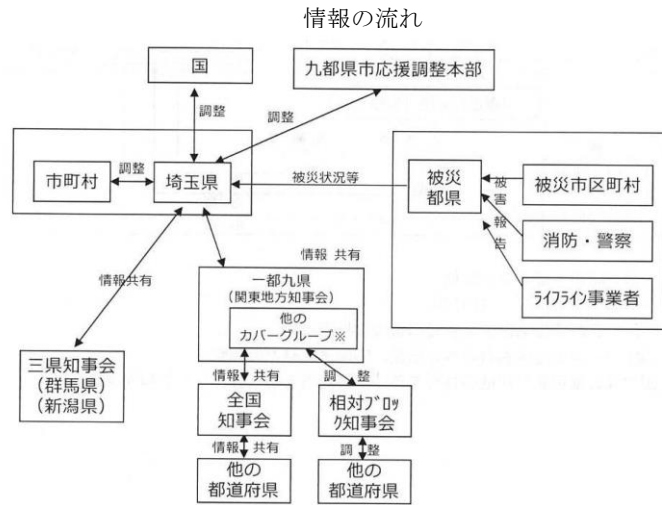 情報の流れ
国
九都県市応援調整本部
調整
調整
市町村
調整
埼玉県
被災状況等
被災
都県
被害報告
被災市区町村
消防・警察
ライフライン事業者
情報共有
情報 共有
一都九県
（関東地方知事会）
他の
カバーグループ※
三県知事会
（群馬県）
（新潟県）
情報 共有
調 整
全国
知事会
相対ブロッ
ク知事会
情報 共有
調 整
他の
都道府県
他の
都道府県